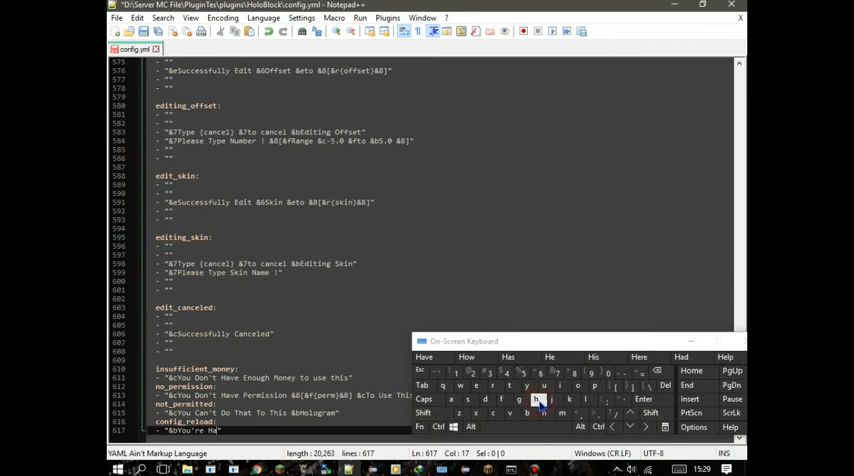 *D:\Server MC File\PluginTes\plugins\HoloBlock\config.yml - Notepad++
File Edit Search View Encoding Language Settings Macro Run Plugins Window ? X
config.yml
575 - ""
576 - "&eSuccessfully Edit &6Offset &eto &8[&r{offset}&8]"
577 - ""
578 - ""
579
580 editing_offset:
581 - ""
582 - ""
583 - "&7Type {cancel} &7to cancel &bEditing Offset"
584 - "&7Please Type Number ! &8[&fRange &c-5.0 &fto &b5.0 &8]"
585 - ""
586 - ""
587
588 edit_skin:
589 - ""
590 - ""
591 - "&eSuccessfully Edit &6Skin &eto &8[&r{skin}&8]"
592 - ""
593 - ""
594
595 editing_skin:
596 - ""
597 - ""
598 - "&7Type {cancel} &7to cancel &bEditing Skin"
599 - "&7Please Type Skin Name !"
600 - ""
601 - ""
602
603 edit_canceled:
604 - ""
605 - ""
606 - "&cSuccessfully Canceled"
607 - ""
608 - ""
609
610 insufficient_money:
611 - "&cYou Don't Have Enough Money to use this"
612 no_permission:
613 - "&cYou Don't Have Permission &8[&f{perm}&8] &cTo Use This
614 not_permitted:
615 - "&cYou Can't Do That To This &bHologram"
616 config_reload:
617 - "&bYou're Ha"
On-Screen Keyboard
Have How Has He His Here Had Help
Esc 1 2 3 4 5 6 7 8 9 0 Home PgUp
Tab q w e r t y u i o p [ ] \ Del End PgDn
Caps a s d f g h j k l ; ' Enter Insert Pause
Shift z x c v b n m , . / Shift PrtScn ScrLk
Fn Ctrl Alt Alt Ctrl Options Help
YAML Ain't Markup Language length : 20,263 lines : 617 Ln : 617 Col : 17 Sel : 0 | 0 Windows (CR LF) UTF-8 INS
15:29